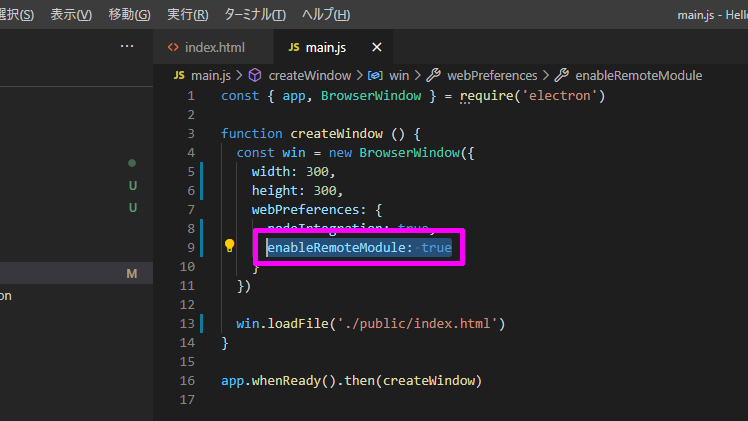 選択(S) 表示(V) 移動(G) 実行(R) ターミナル(T) ヘルプ(H) main.js - Hello
··· <> index.html JS main.js ×
JS main.js > createWindow > win > webPreferences > enableRemoteModule
1 const { app, BrowserWindow } = require('electron')
2
3 function createWindow () {
4 const win = new BrowserWindow({
5 width: 300,
6 height: 300,
7 webPreferences: {
8 nodeIntegration: true,
9 enableRemoteModule: true
10 }
11 })
12
13 win.loadFile('./public/index.html')
14 }
15
16 app.whenReady().then(createWindow)
17
U
U
M
on